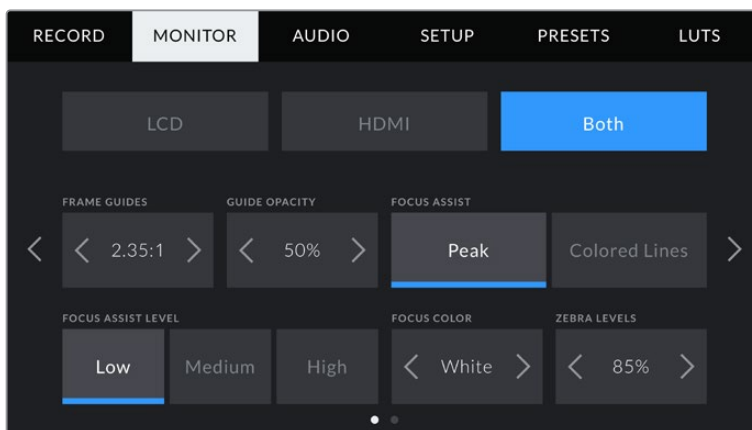 RECORD MONITOR AUDIO SETUP PRESETS LUTS
LCD HDMI Both
FRAME GUIDES GUIDE OPACITY FOCUS ASSIST
2.35:1 50% Peak Colored Lines
FOCUS ASSIST LEVEL FOCUS COLOR ZEBRA LEVELS
Low Medium High White 85%